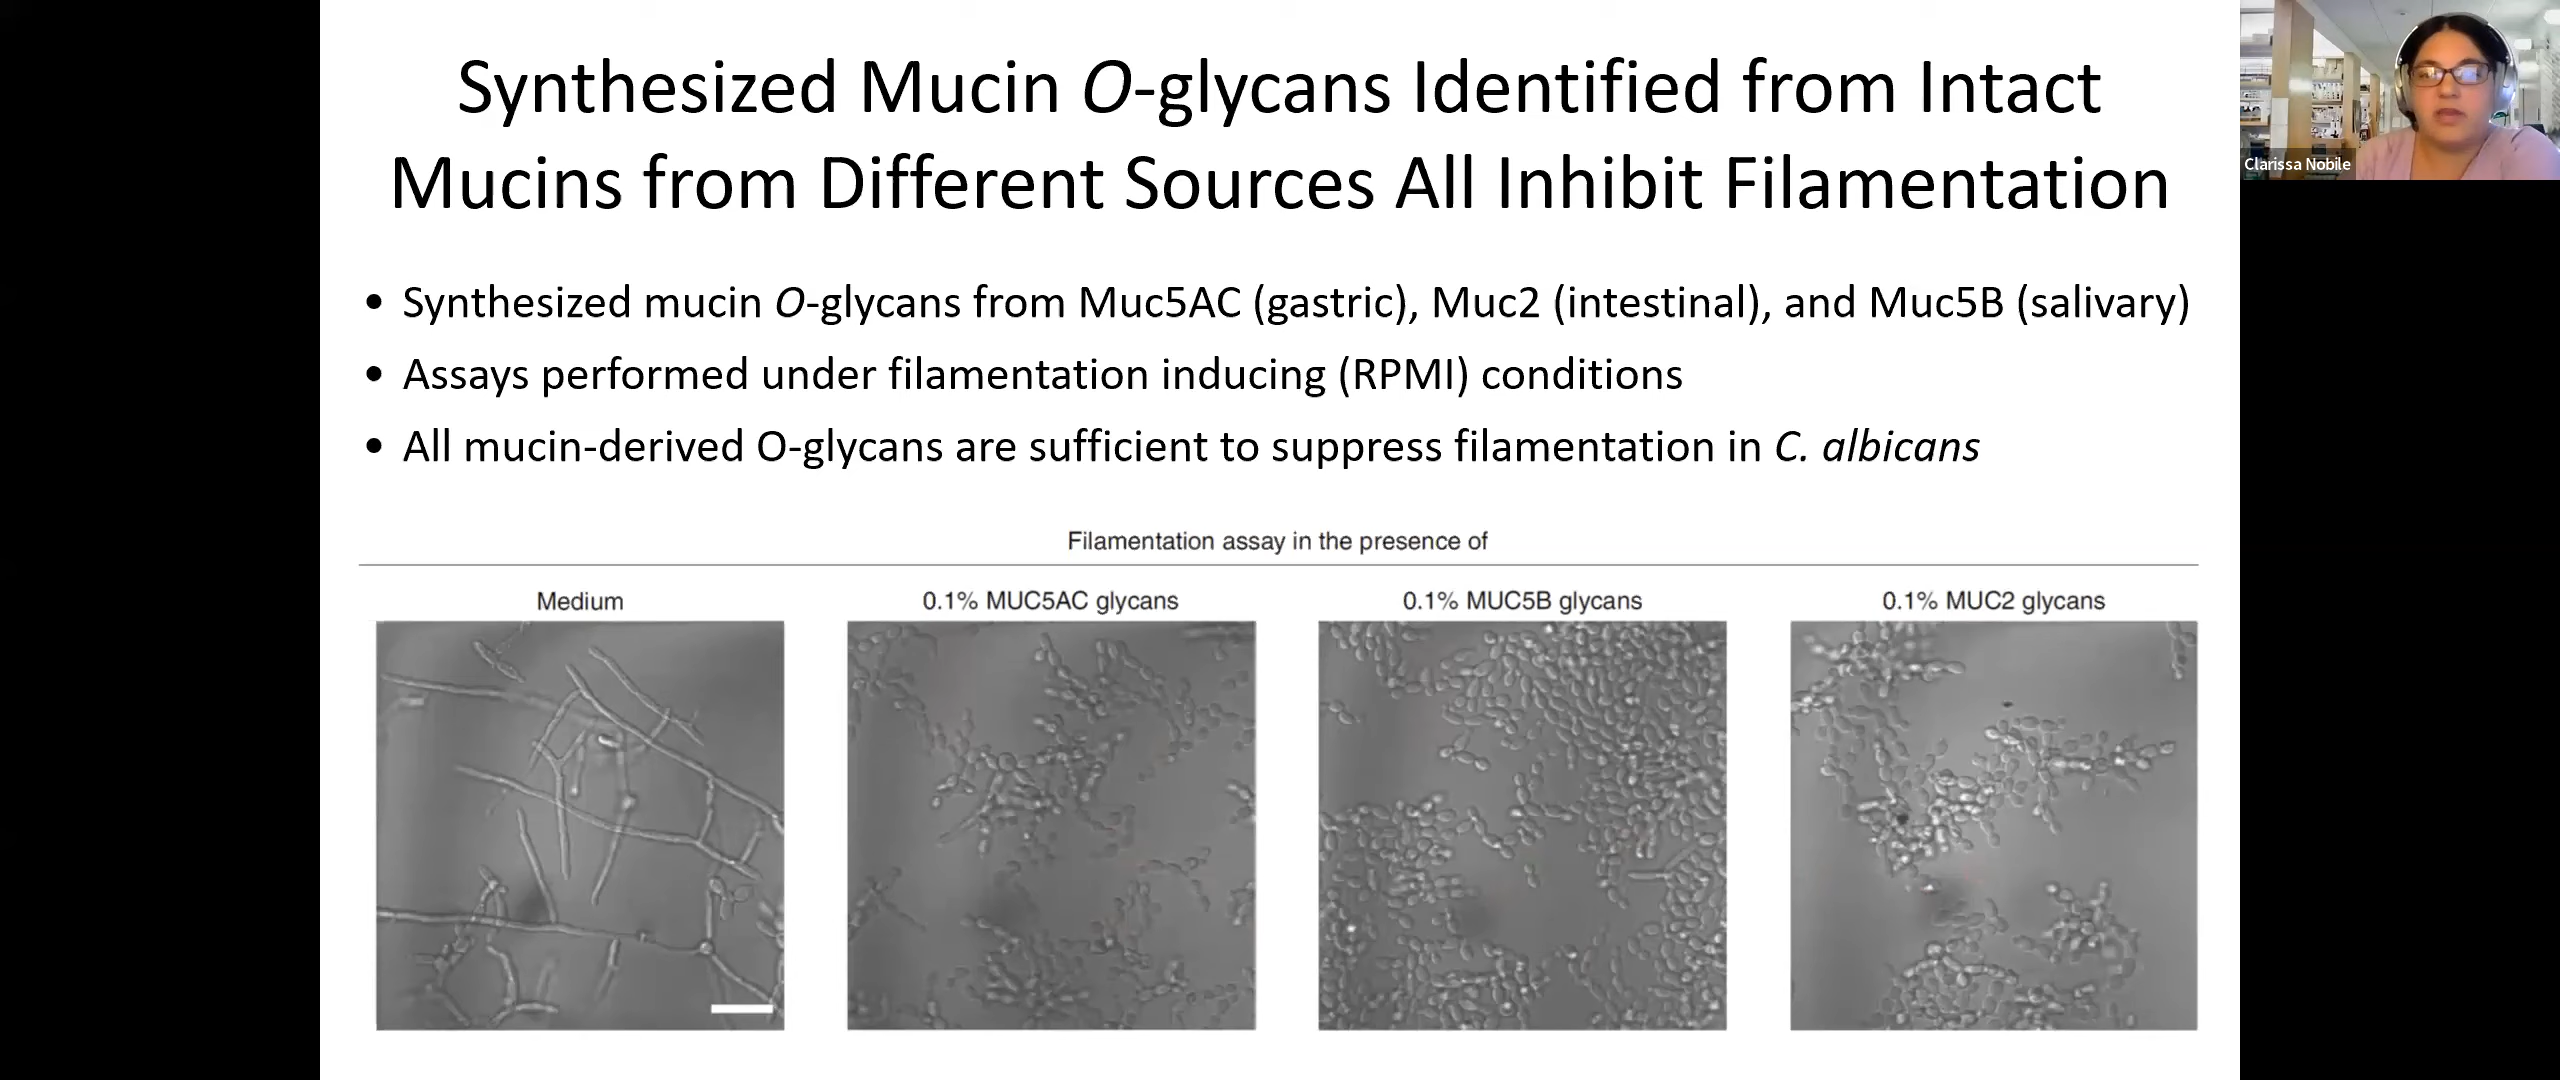 Synthesized Mucin O-glycans Identified from Intact
Mucins from Different Sources All Inhibit Filamentation
Clarissa Nobile
• Synthesized mucin O-glycans from Muc5AC (gastric), Muc2 (intestinal), and Muc5B (salivary)
• Assays performed under filamentation inducing (RPMI) conditions
• All mucin-derived O-glycans are sufficient to suppress filamentation in C. albicans
Filamentation assay in the presence of
Medium
0.1% MUC5AC glycans
0.1% MUC5B glycans
0.1% MUC2 glycans